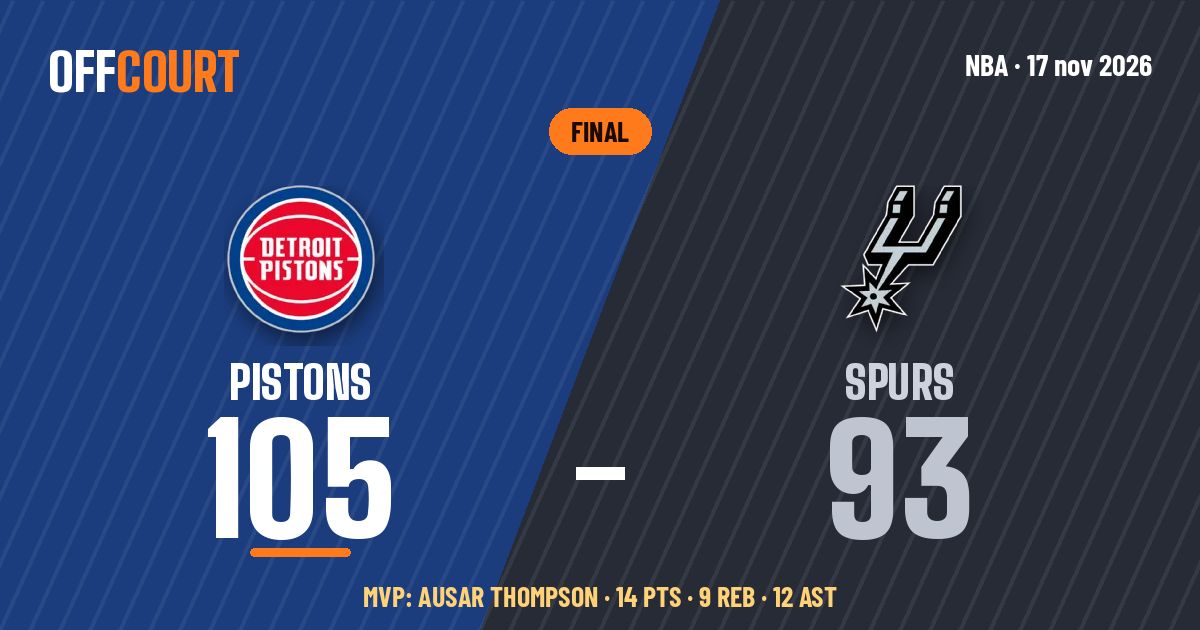 OFFCOURT
NBA · 17 nov 2026
FINAL
DETROIT
PISTONS
PISTONS
SPURS
105
–
93
MVP: AUSAR THOMPSON · 14 PTS · 9 REB · 12 AST